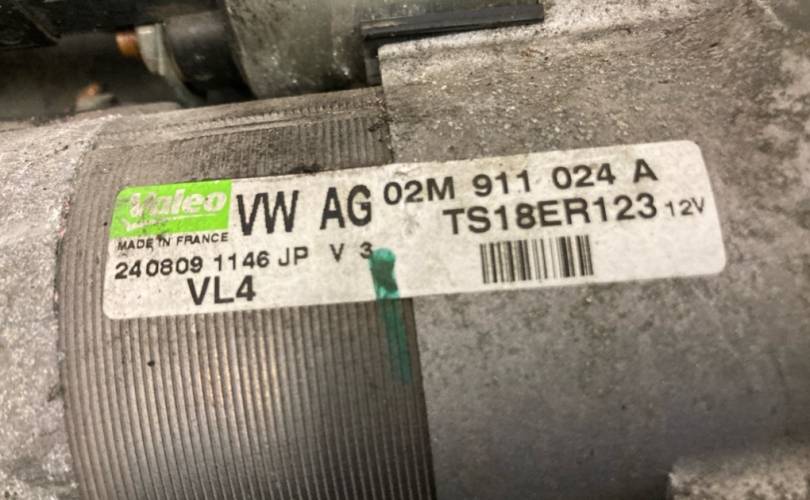 Valeo VW AG 02M 911 024 A
TS18ER123 12V
MADE IN FRANCE
240809 1146 JP V 3
VL4